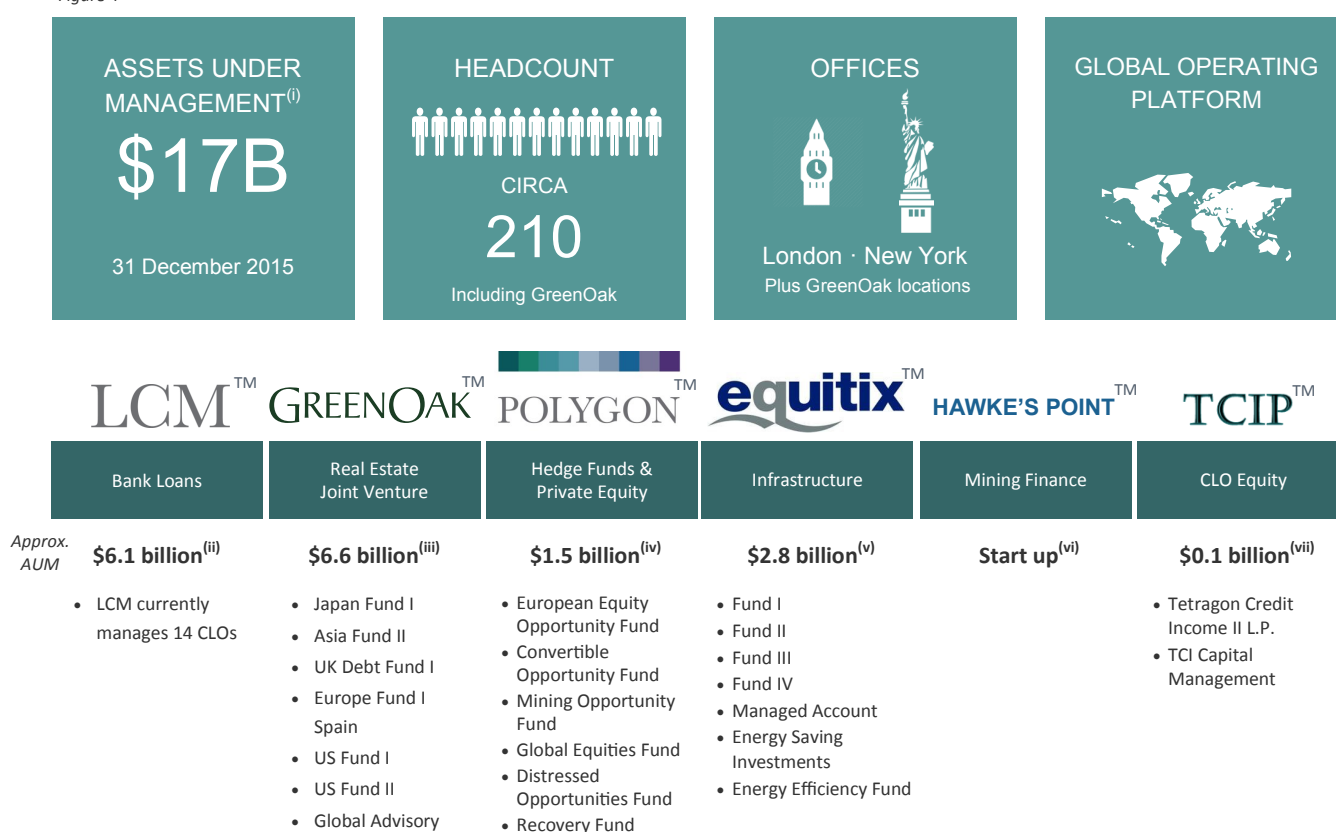 Figure 4
ASSETS UNDER
MANAGEMENT(i)
$17B
31 December 2015
HEADCOUNT
CIRCA
210
Including GreenOak
OFFICES
London · New York
Plus GreenOak locations
GLOBAL OPERATING
PLATFORM
LCM™
GREENOAK™
POLYGON™
equitix™
HAWKE'S POINT™
TCIP™
Bank Loans
Real Estate
Joint Venture
Hedge Funds &
Private Equity
Infrastructure
Mining Finance
CLO Equity
Approx.
AUM
$6.1 billion(ii)
$6.6 billion(iii)
$1.5 billion(iv)
$2.8 billion(v)
Start up(vi)
$0.1 billion(vii)
• LCM currently
manages 14 CLOs
• Japan Fund I
• Asia Fund II
• UK Debt Fund I
• Europe Fund I
Spain
• US Fund I
• US Fund II
• Global Advisory
• European Equity
Opportunity Fund
• Convertible
Opportunity Fund
• Mining Opportunity
Fund
• Global Equities Fund
• Distressed
Opportunities Fund
• Recovery Fund
• Fund I
• Fund II
• Fund III
• Fund IV
• Managed Account
• Energy Saving
Investments
• Energy Efficiency Fund
• Tetragon Credit
Income II L.P.
• TCI Capital
Management